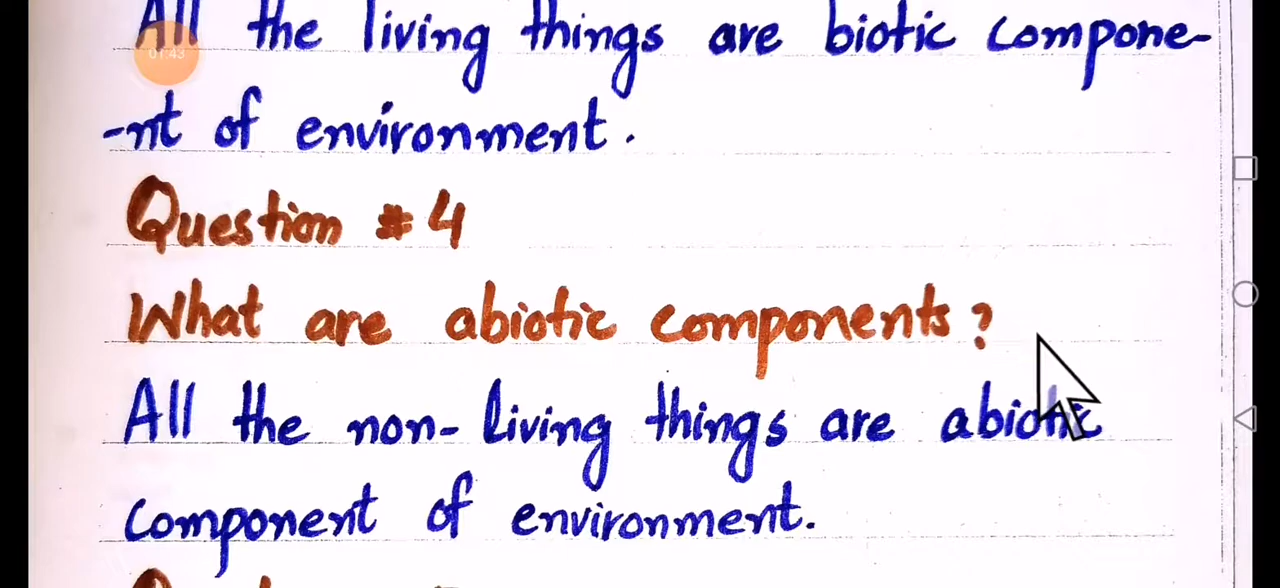 All the living things are biotic compone-
-nt of environment.
Question # 4
What are abiotic components?
All the non-living things are abiotic
component of environment.